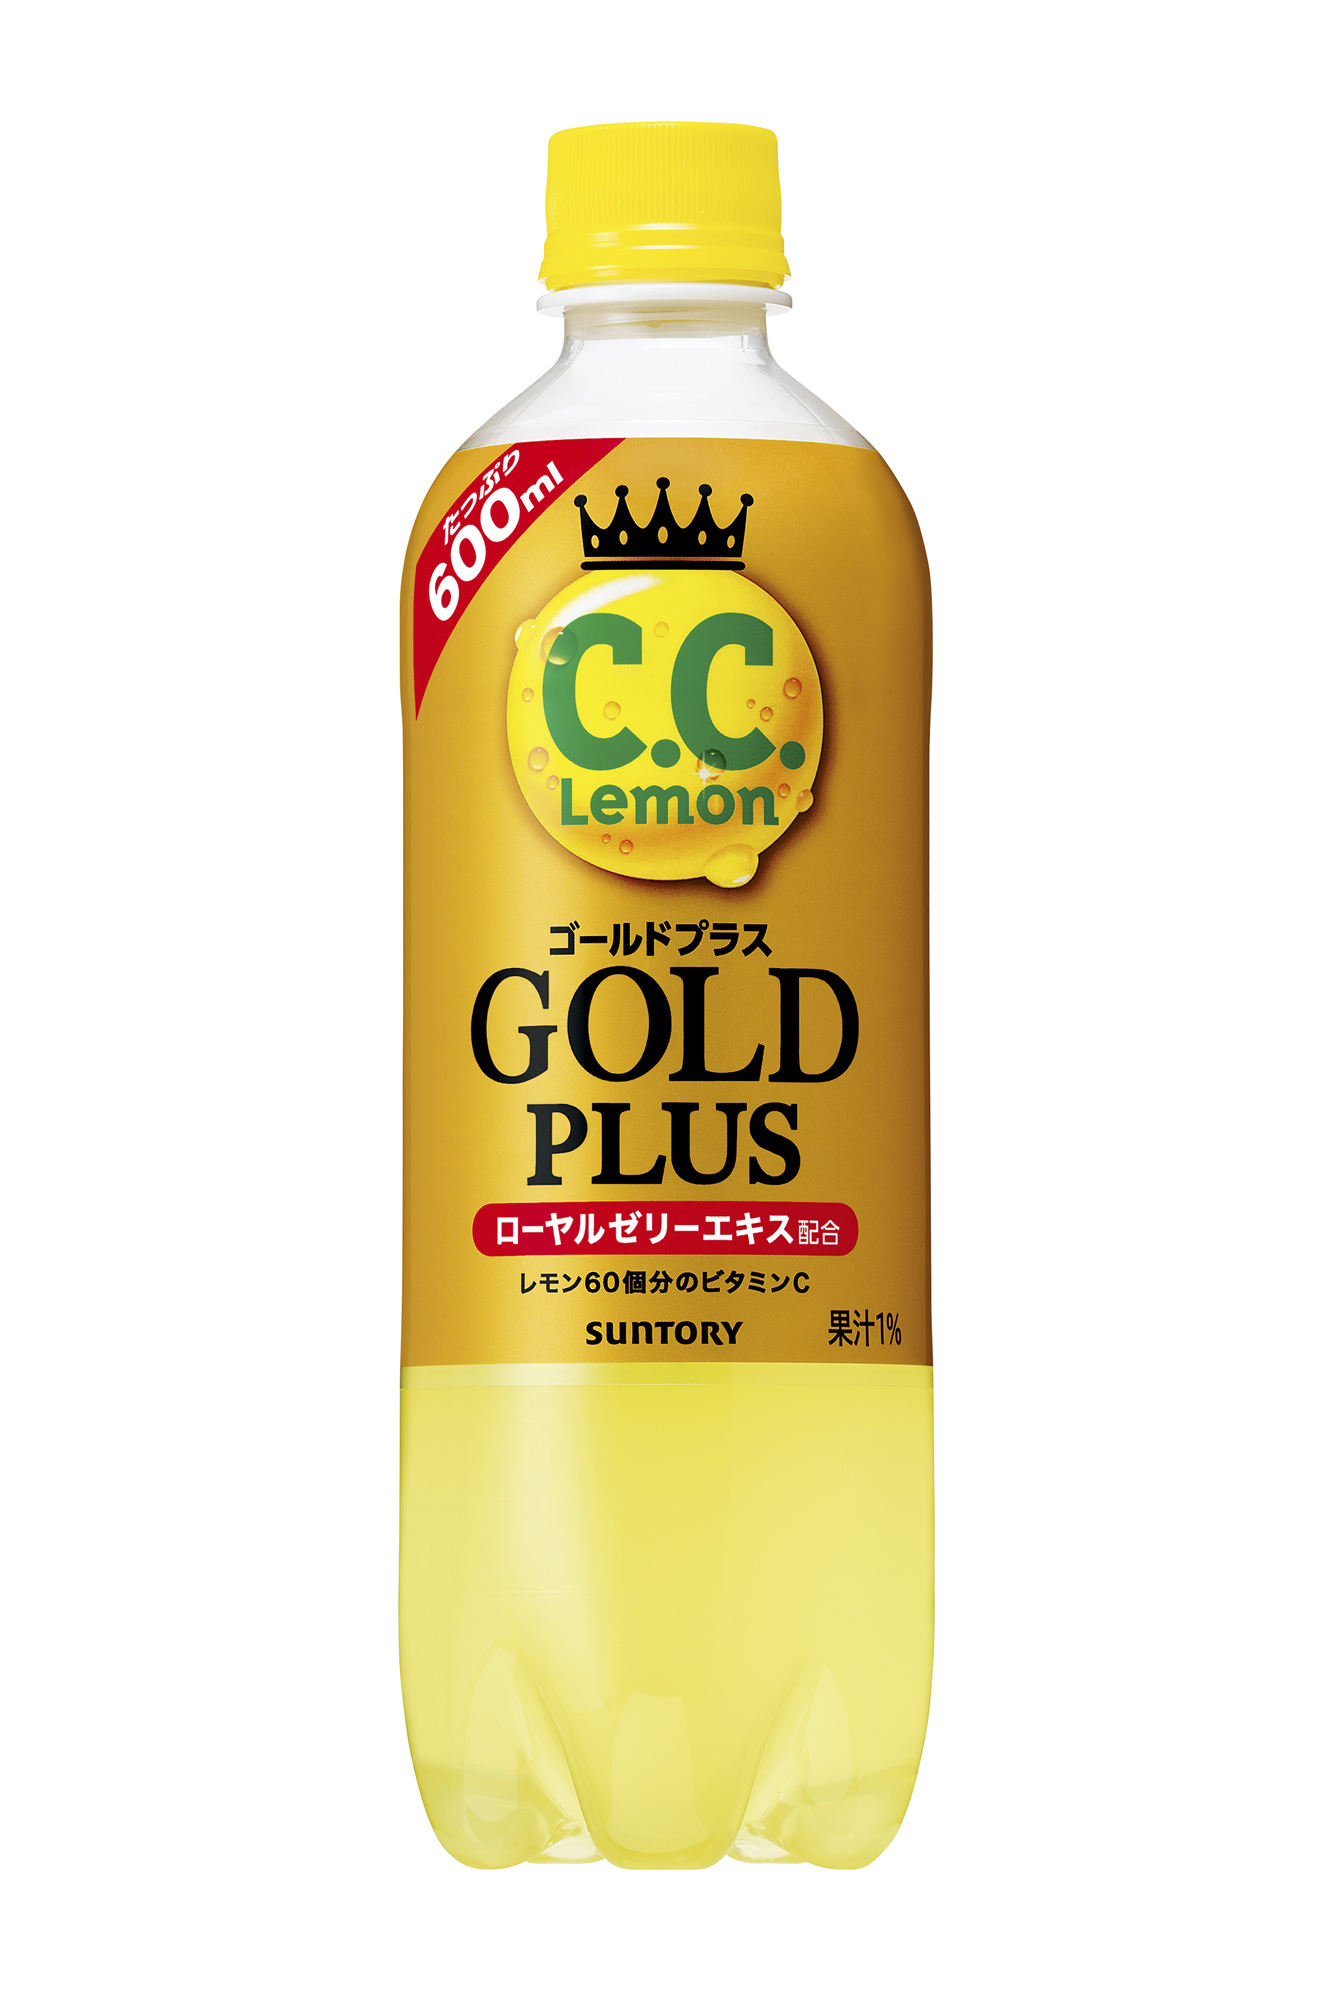 たっぷり
600ml
C.C.
Lemon
ゴールドプラス
GOLD
PLUS
ローヤルゼリーエキス配合
レモン60個分のビタミンC
SUNTORY
果汁1%